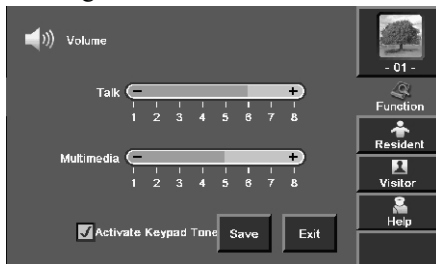 Volume
- 01 -
Talk
- +
1 2 3 4 5 6 7 8
Function
Resident
Multimedia
- +
1 2 3 4 5 6 7 8
Visitor
Activate Keypad Tone
Save
Exit
Help